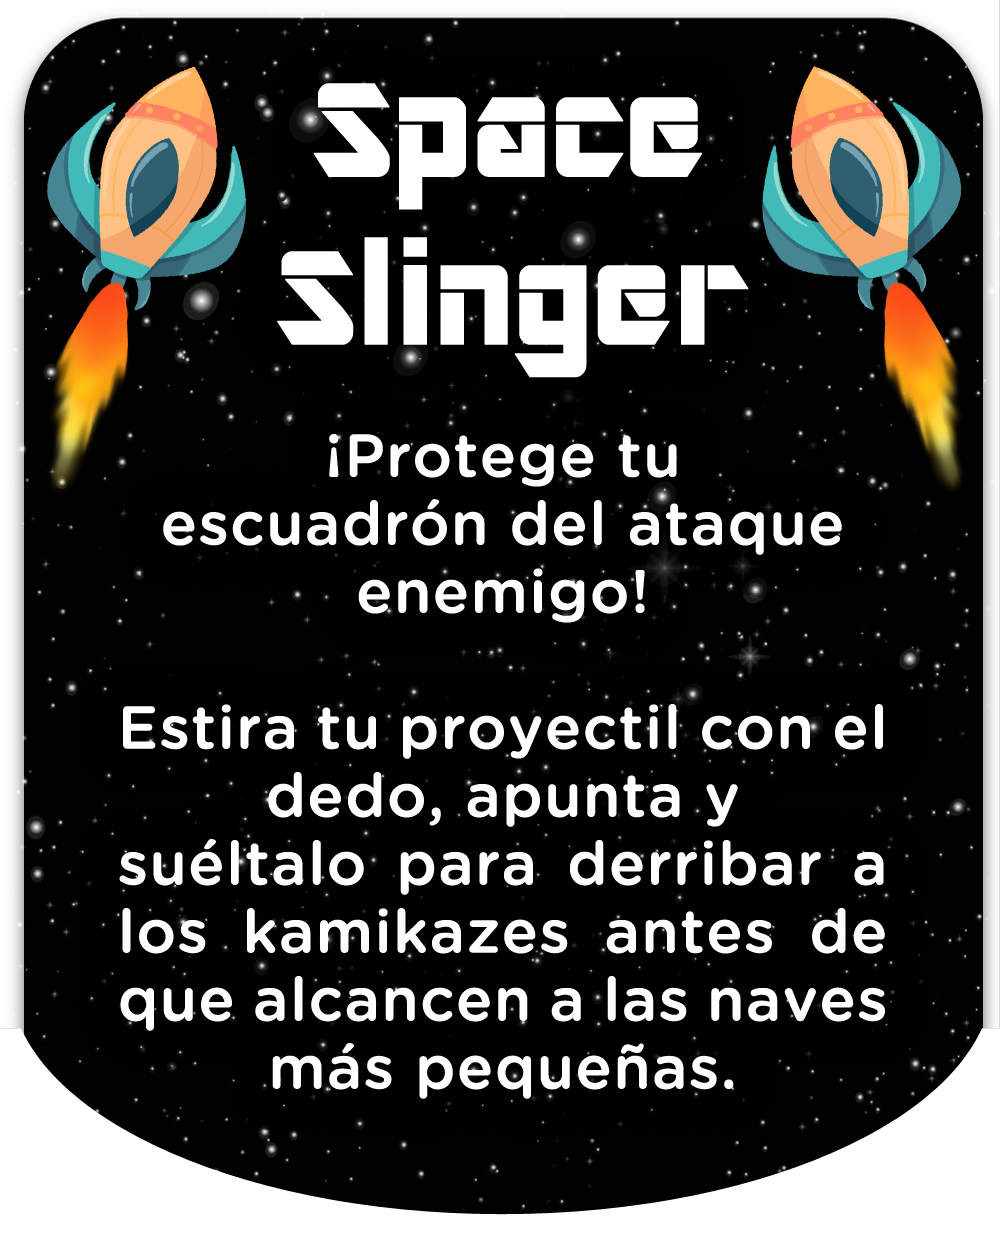 Space
Slinger
¡Protege tu
escuadrón del ataque
enemigo!
Estira tu proyectil con el
dedo, apunta y
suéltalo para derribar a
los kamikazes antes de
que alcancen a las naves
más pequeñas.